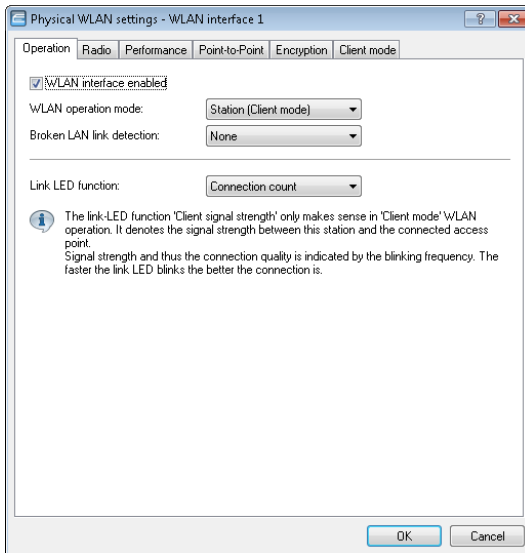 Physical WLAN settings - WLAN interface 1
Operation Radio Performance Point-to-Point Encryption Client mode
WLAN interface enabled
WLAN operation mode: Station (Client mode)
Broken LAN link detection: None
Link LED function: Connection count
The link-LED function 'Client signal strength' only makes sense in 'Client mode' WLAN
operation. It denotes the signal strength between this station and the connected access
point.
Signal strength and thus the connection quality is indicated by the blinking frequency. The
faster the link LED blinks the better the connection is.
OK Cancel